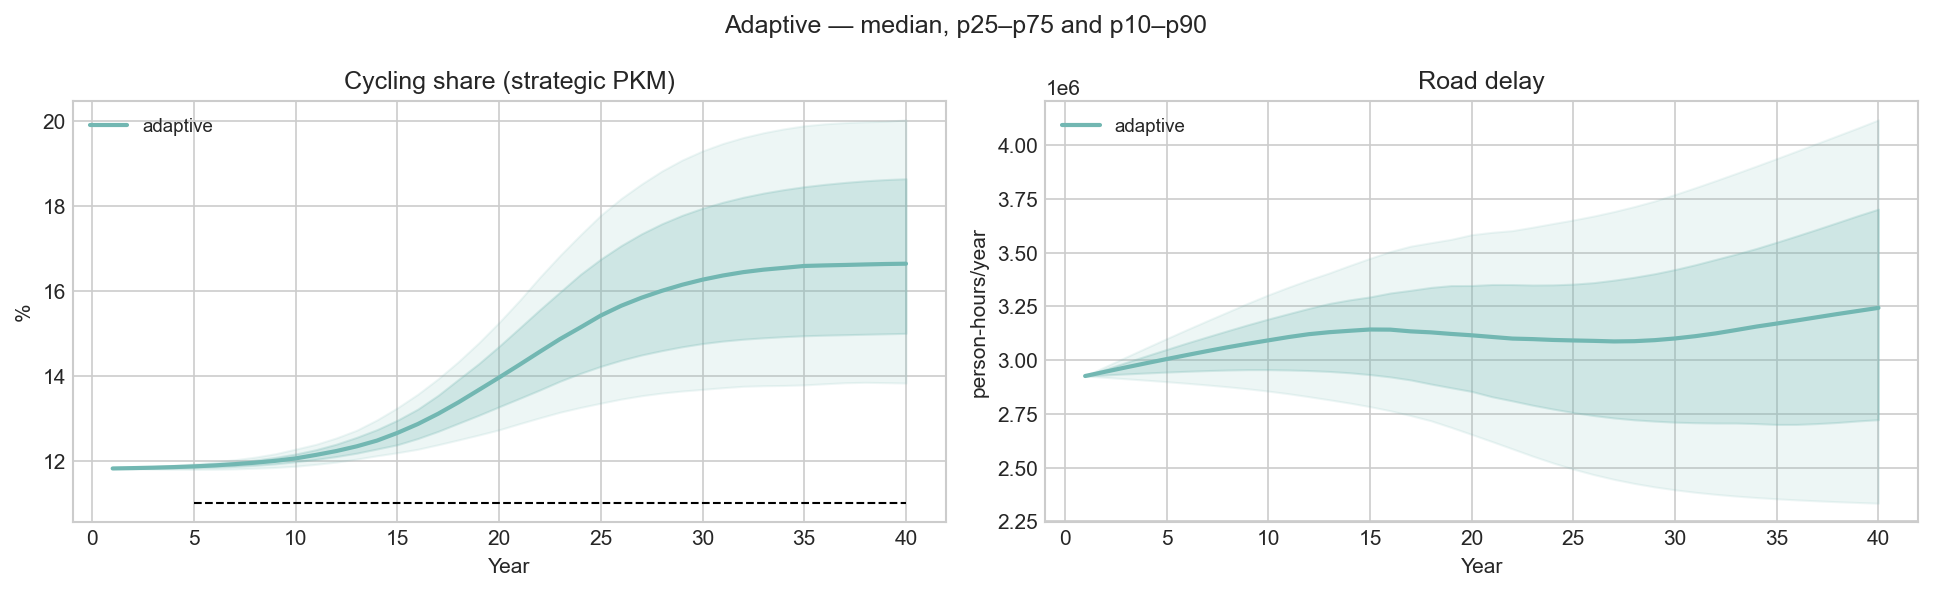 Adaptive — median, p25–p75 and p10–p90
Cycling share (strategic PKM)
adaptive
20
18
16
14
12
%
0 5 10 15 20 25 30 35 40
Year
Road delay
1e6
adaptive
4.00
3.75
3.50
3.25
3.00
2.75
2.50
2.25
person-hours/year
0 5 10 15 20 25 30 35 40
Year